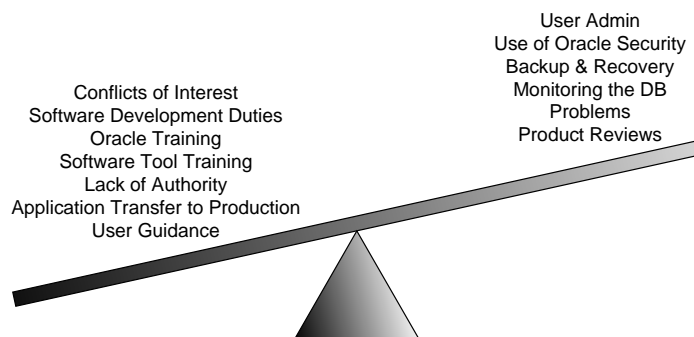 User Admin
Use of Oracle Security
Backup & Recovery
Monitoring the DB
Problems
Product Reviews
Conflicts of Interest
Software Development Duties
Oracle Training
Software Tool Training
Lack of Authority
Application Transfer to Production
User Guidance